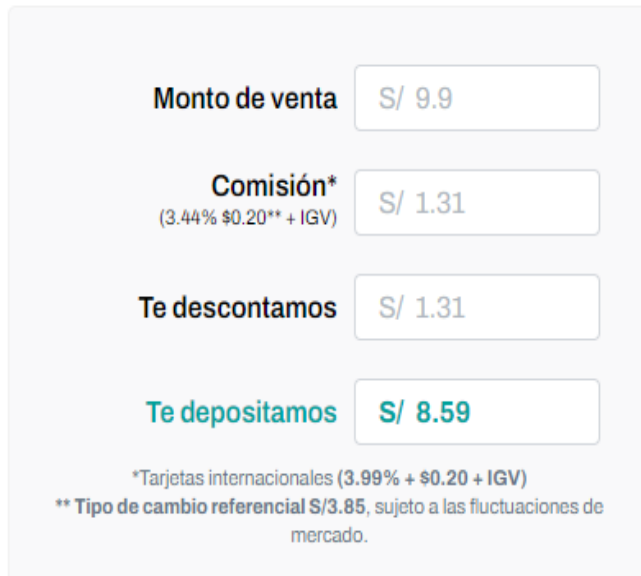 Monto de venta S/ 9.9
Comisión* S/ 1.31
(3.44% $0.20** + IGV)
Te descontamos S/ 1.31
Te depositamos S/ 8.59
*Tarjetas internacionales (3.99% + $0.20 + IGV)
** Tipo de cambio referencial S/3.85, sujeto a las fluctuaciones de
mercado.